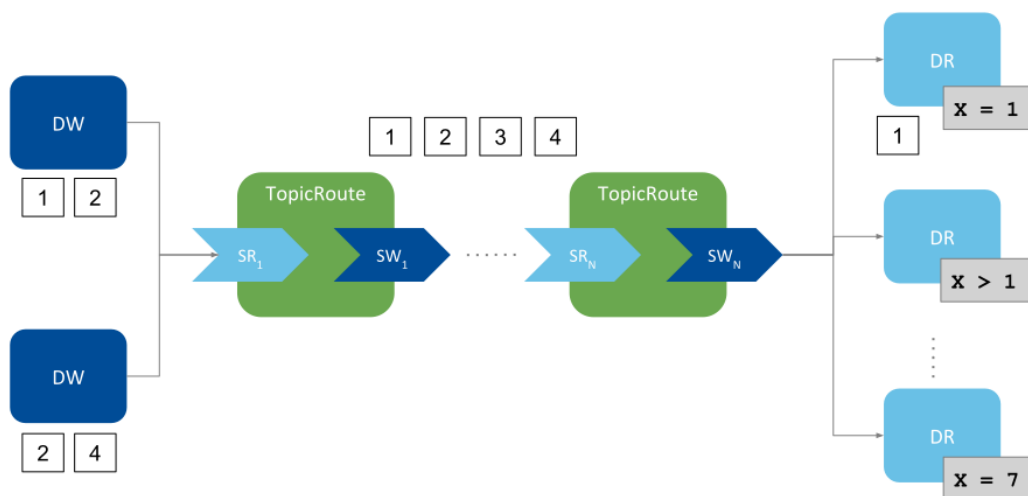 DW
1 2
DW
2 4
TopicRoute
SR1
SW1
1 2 3 4
......
TopicRoute
SRN
SWN
DR
X = 1
1
DR
X > 1
DR
X = 7